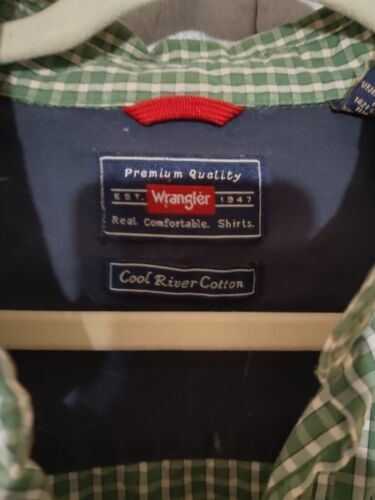 Premium Quality
EST. Wrangler 1947
Real. Comfortable. Shirts.
Cool River Cotton